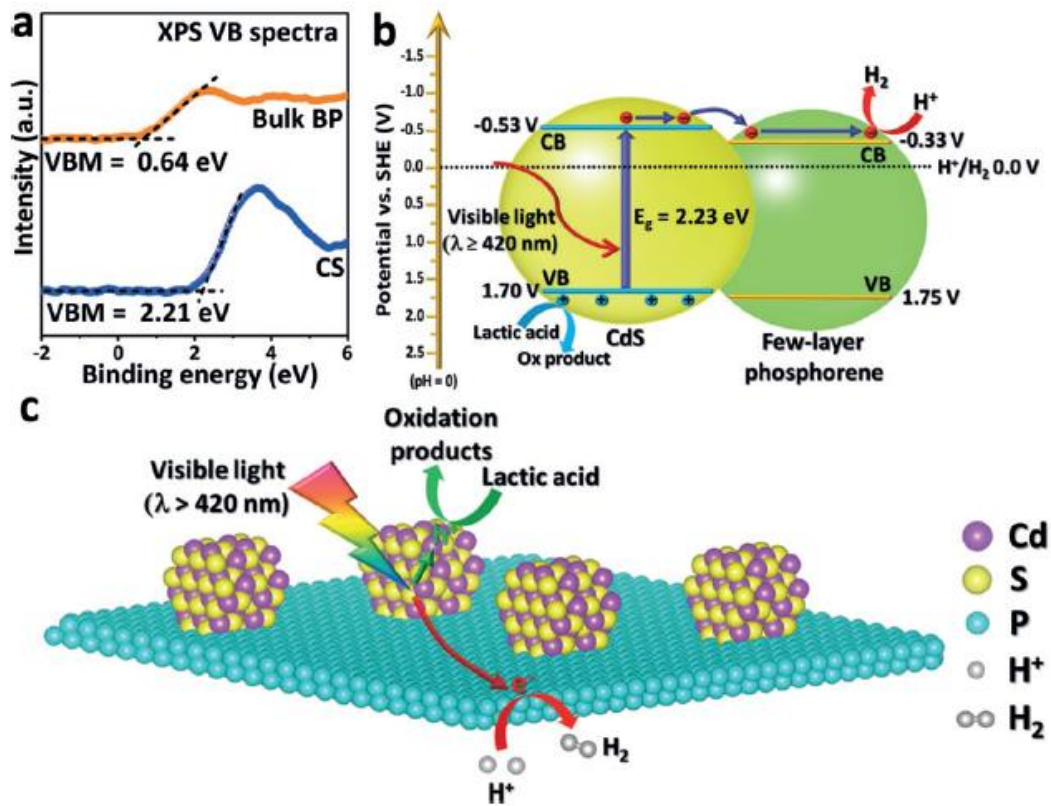 a
XPS VB spectra
Intensity (a.u.)
Bulk BP
VBM = 0.64 eV
CS
VBM = 2.21 eV
-2 0 2 4 6
Binding energy (eV)
b
Potential vs. SHE (V)
-1.5
-1.0
-0.5
0.0
0.5
1.0
1.5
2.0
2.5
(pH = 0)
H₂
H⁺
-0.53 V
CB
CB
-0.33 V
H⁺/H₂ 0.0 V
Visible light
(λ ≥ 420 nm)
E₉ = 2.23 eV
VB
1.70 V
VB
1.75 V
Lactic acid
Ox product
CdS
Few-layer
phosphorene
c
Oxidation
products
Visible light
(λ > 420 nm)
Lactic acid
h⁺
e⁻
H⁺
H₂
Cd
S
P
H⁺
H₂